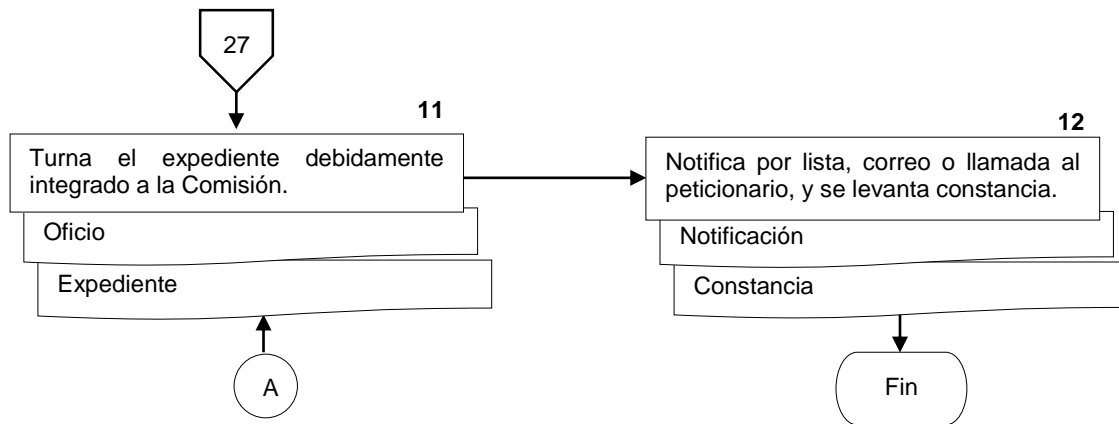 27
11
Turna el expediente debidamente
integrado a la Comisión.
Oficio
Expediente
A
12
Notifica por lista, correo o llamada al
peticionario, y se levanta constancia.
Notificación
Constancia
Fin